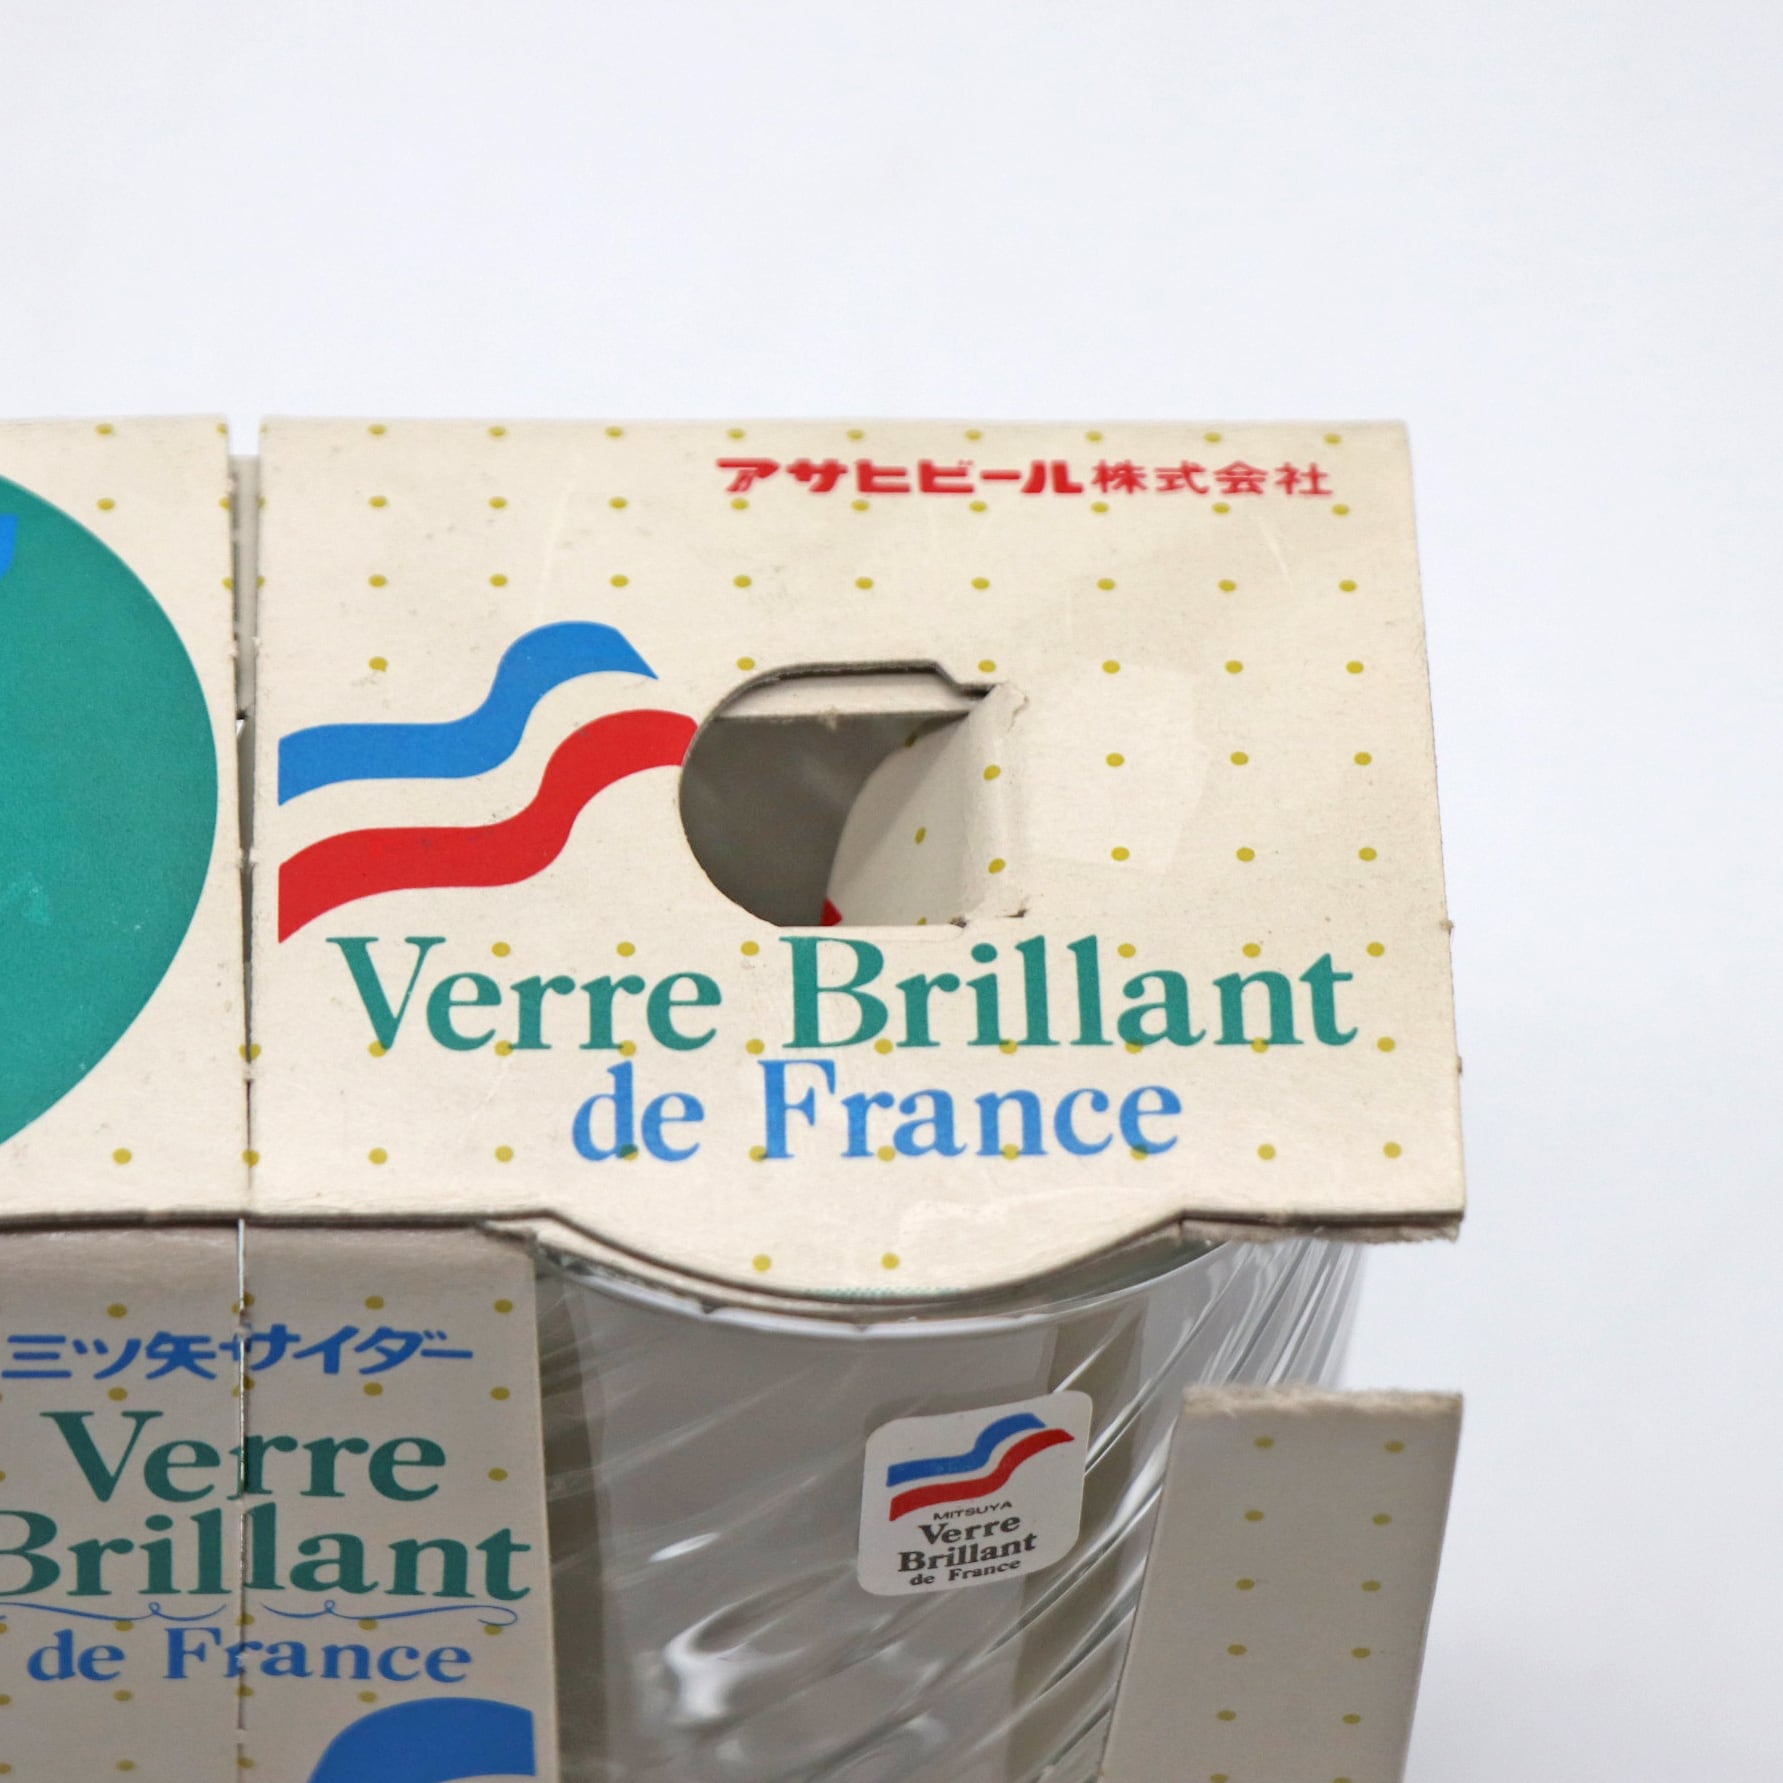 アサヒビール株式会社
Verre Brillant
de France
三ツ矢サイダー
Verre
Brillant
de France
MITSUYA
Verre
Brillant
de France